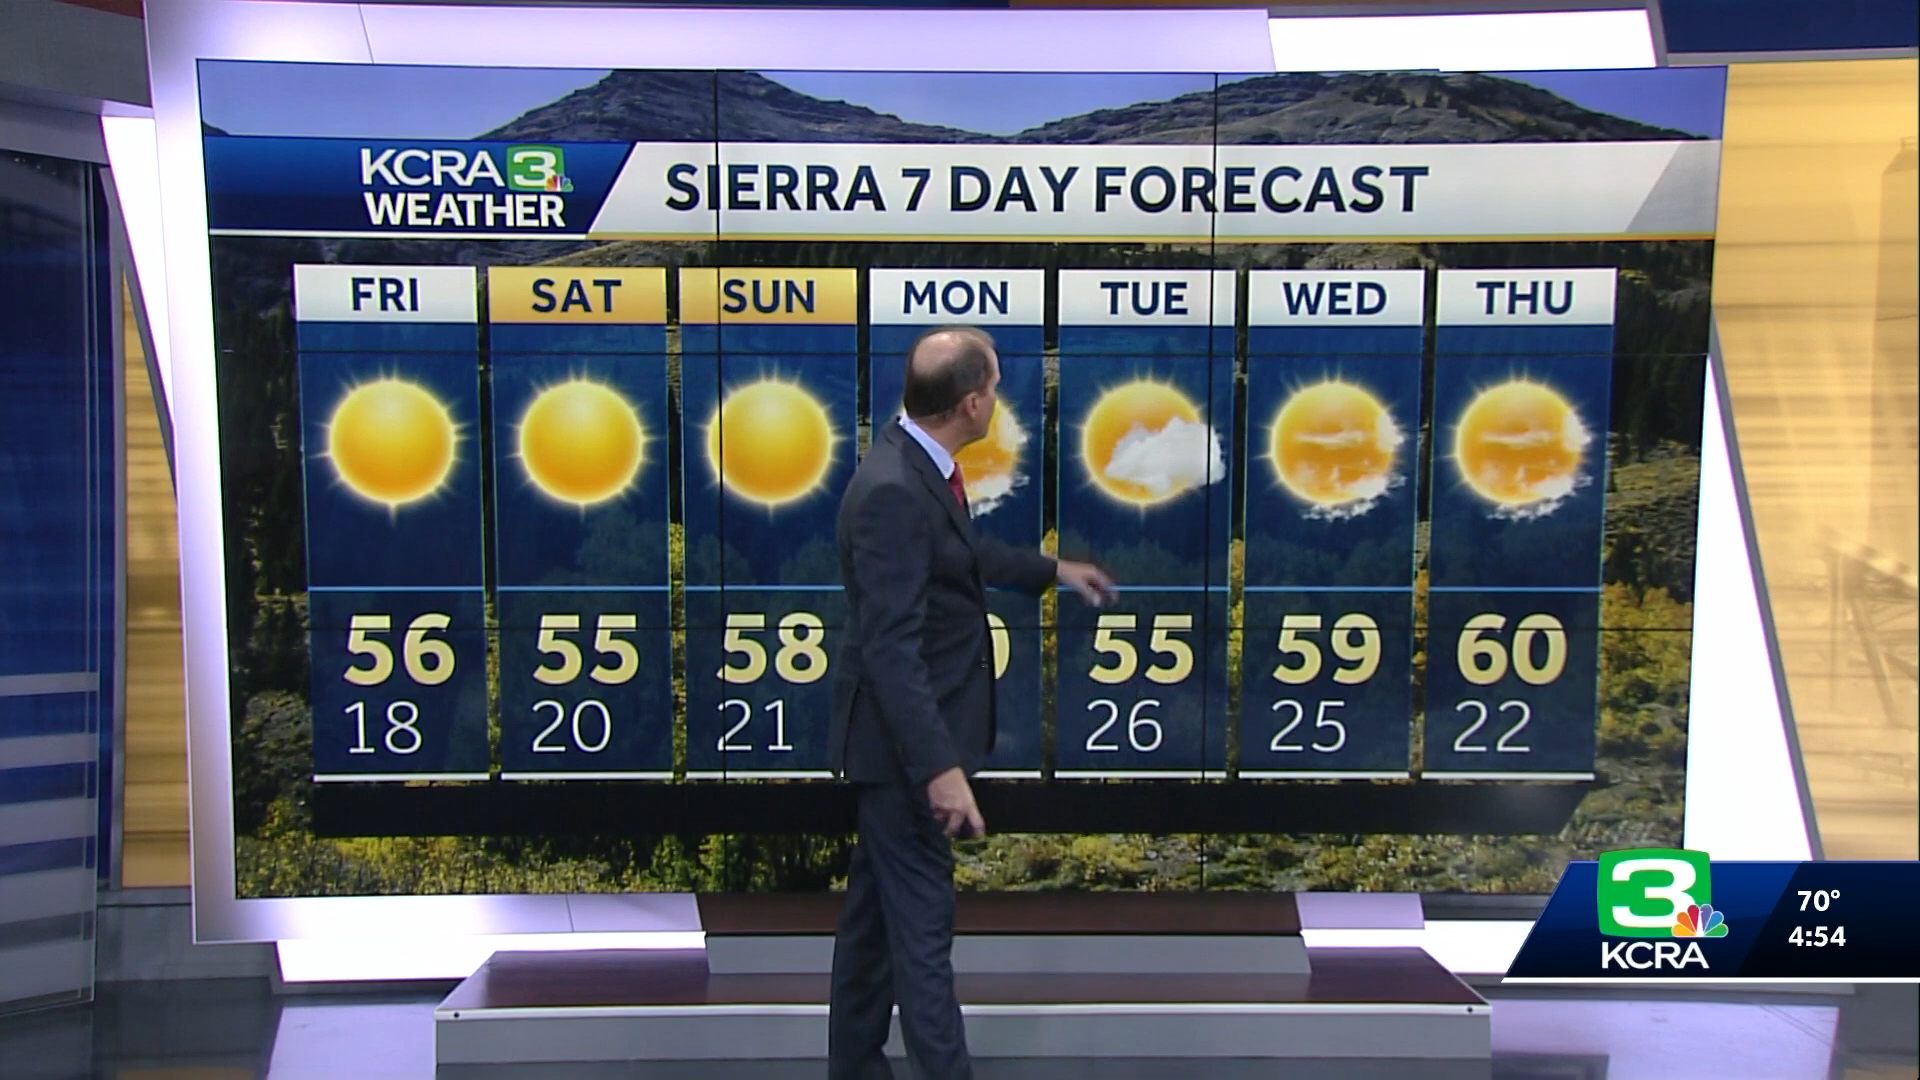 KCRA 3
WEATHER
SIERRA 7 DAY FORECAST
FRI SAT SUN MON TUE WED THU
56 55 58 55 59 60
18 20 21 26 25 22
3
KCRA
70°
4:54